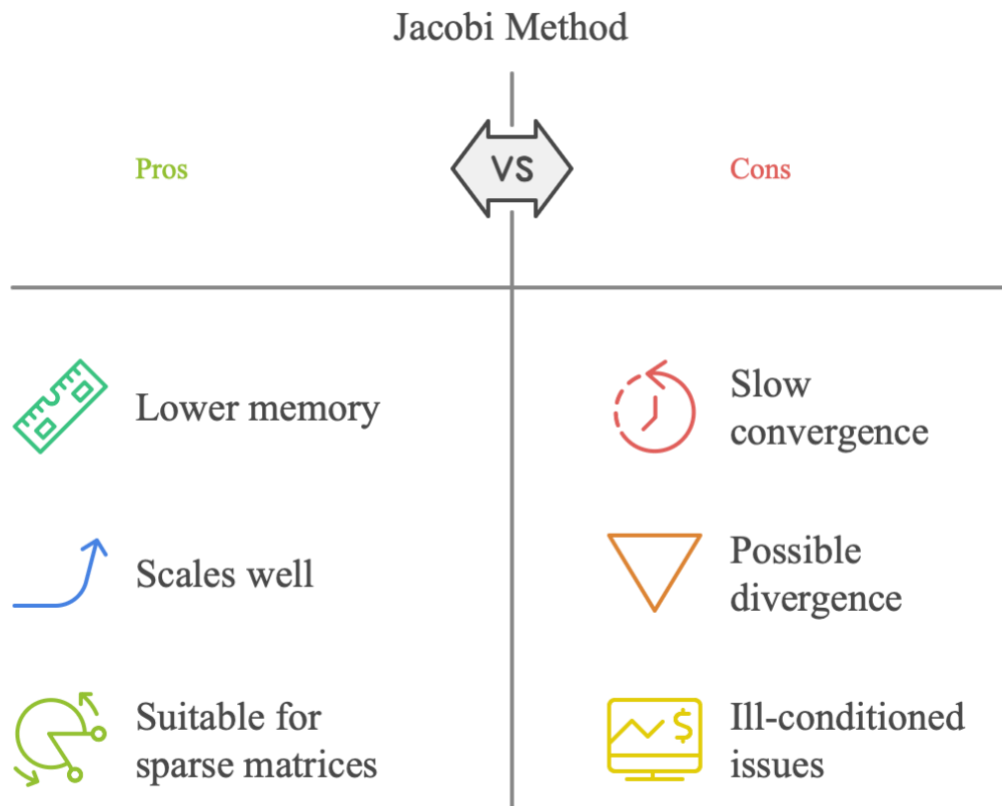 Jacobi Method
Pros
VS
Cons
Lower memory
Slow
convergence
Scales well
Possible
divergence
Suitable for
sparse matrices
Ill-conditioned
issues
$